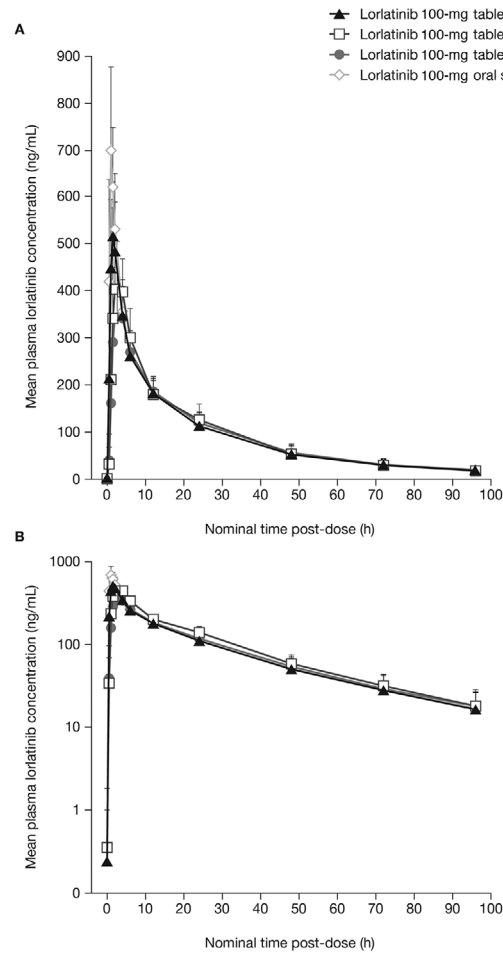 Lorlatinib 100-mg table
Lorlatinib 100-mg table
Lorlatinib 100-mg table
Lorlatinib 100-mg oral s
A
Mean plasma lorlatinib concentration (ng/mL)
900
800
700
600
500
400
300
200
100
0
0 10 20 30 40 50 60 70 80 90 100
Nominal time post-dose (h)
B
Mean plasma lorlatinib concentration (ng/mL)
1000
100
10
1
0
0 10 20 30 40 50 60 70 80 90 100
Nominal time post-dose (h)